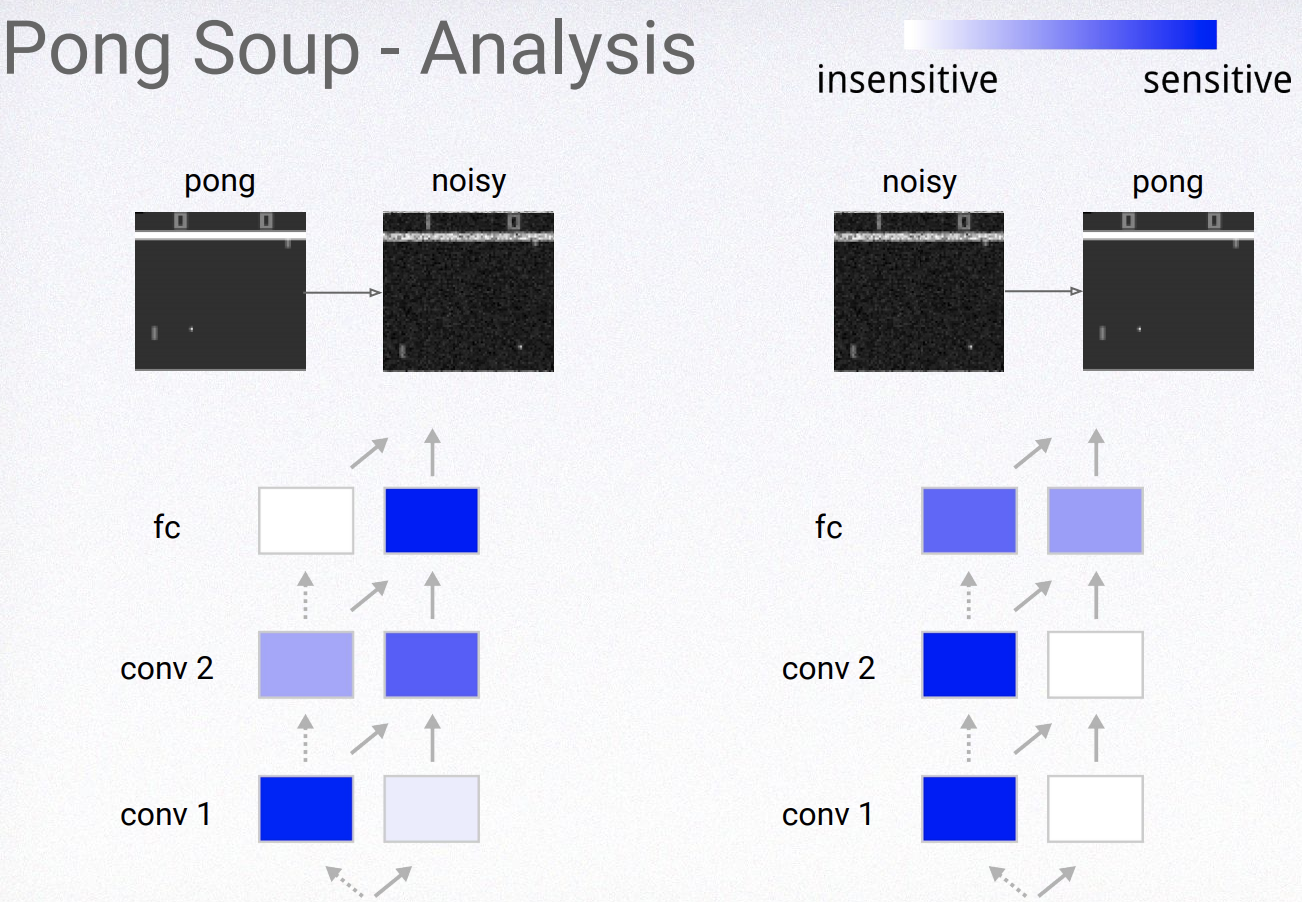 Pong Soup - Analysis
insensitive sensitive
pong noisy noisy pong
fc fc
conv 2 conv 2
conv 1 conv 1